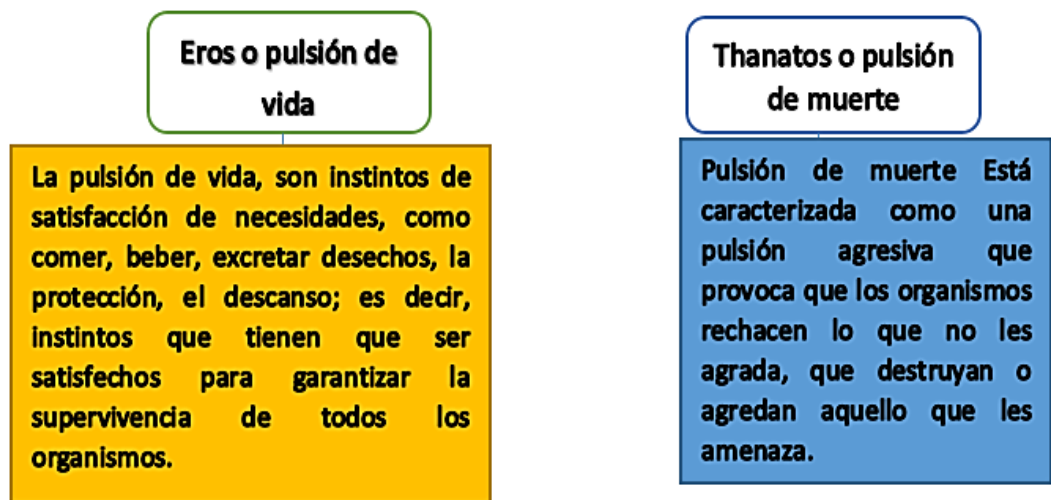 Eros o pulsión de
vida
La pulsión de vida, son instintos de
satisfacción de necesidades, como
comer, beber, excretar desechos, la
protección, el descanso; es decir,
instintos que tienen que ser
satisfechos para garantizar la
supervivencia de todos los
organismos.
Thanatos o pulsión
de muerte
Pulsión de muerte Está
caracterizada como una
pulsión agresiva que
provoca que los organismos
rechacen lo que no les
agrada, que destruyan o
agredan aquello que les
amenaza.